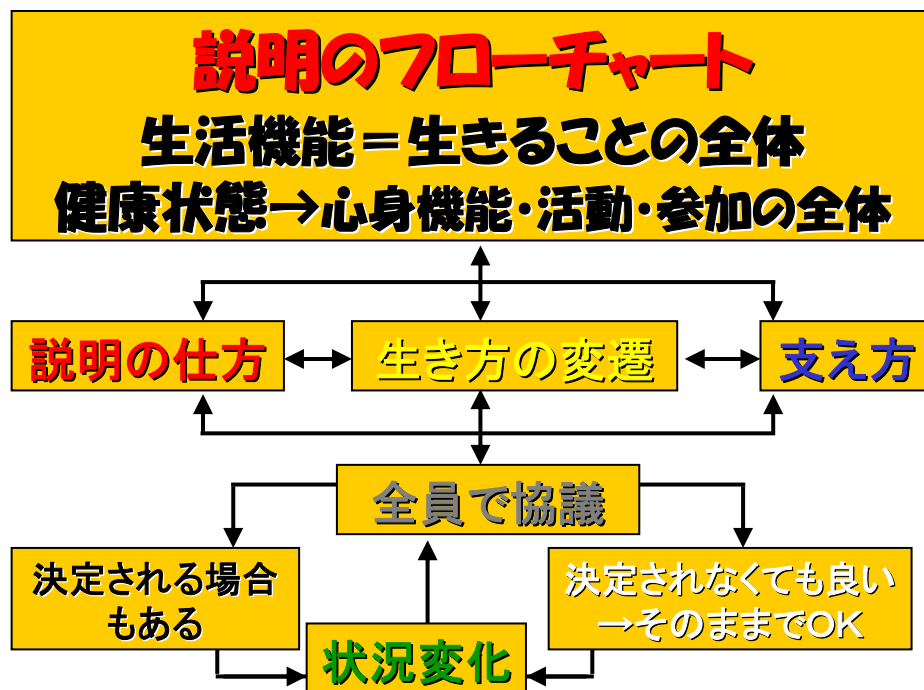 説明のフローチャート
生活機能＝生きることの全体
健康状態→心身機能・活動・参加の全体
説明の仕方
生き方の変遷
支え方
全員で協議
決定される場合
もある
決定されなくても良い
→そのままでOK
状況変化